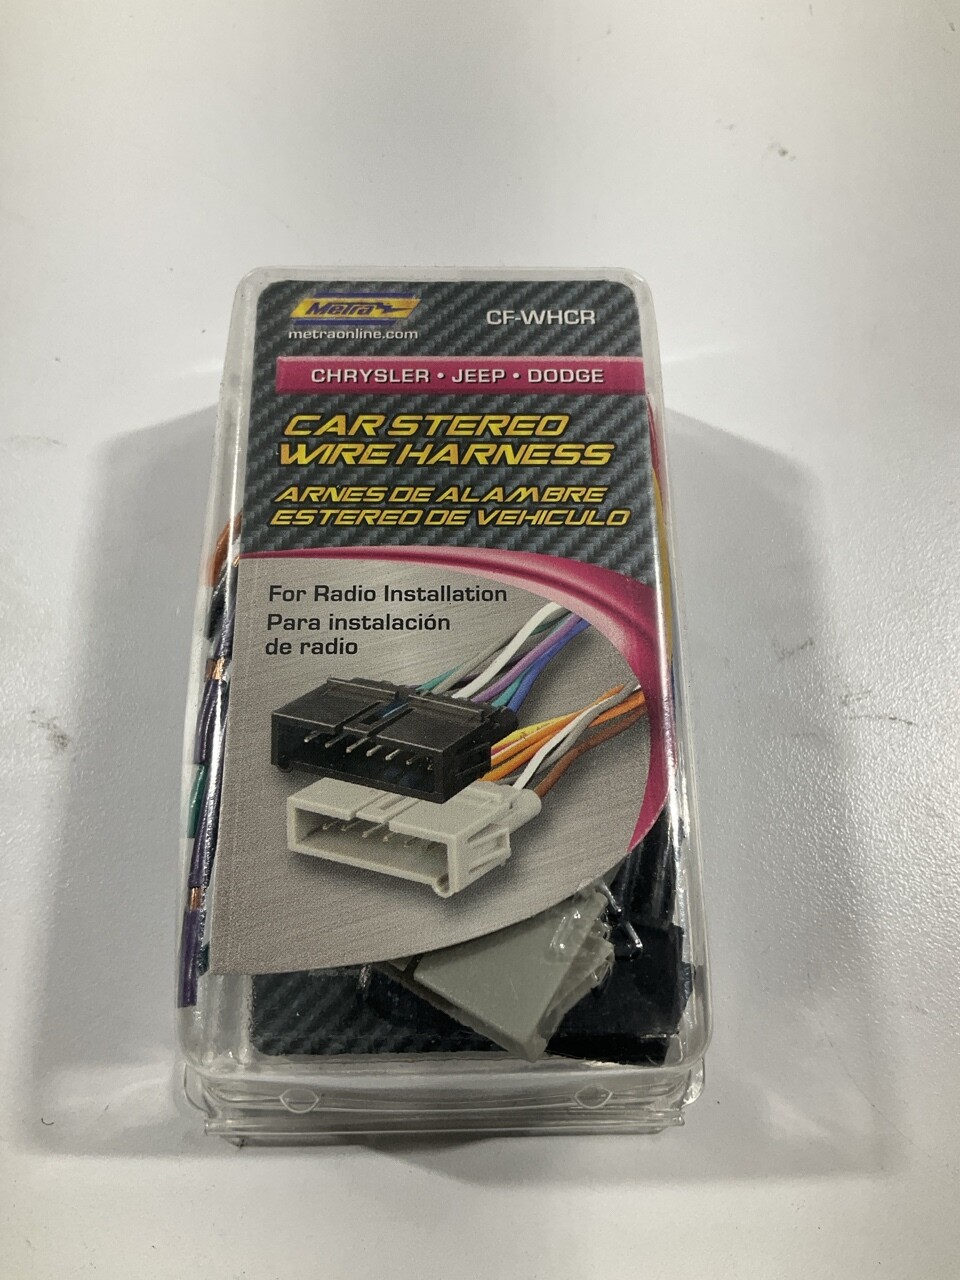 Metra
metraonline.com
CF-WHCR
CHRYSLER • JEEP • DODGE
CAR STEREO
WIRE HARNESS
ARNES DE ALAMBRE
ESTEREO DE VEHICULO
For Radio Installation
Para instalación
de radio